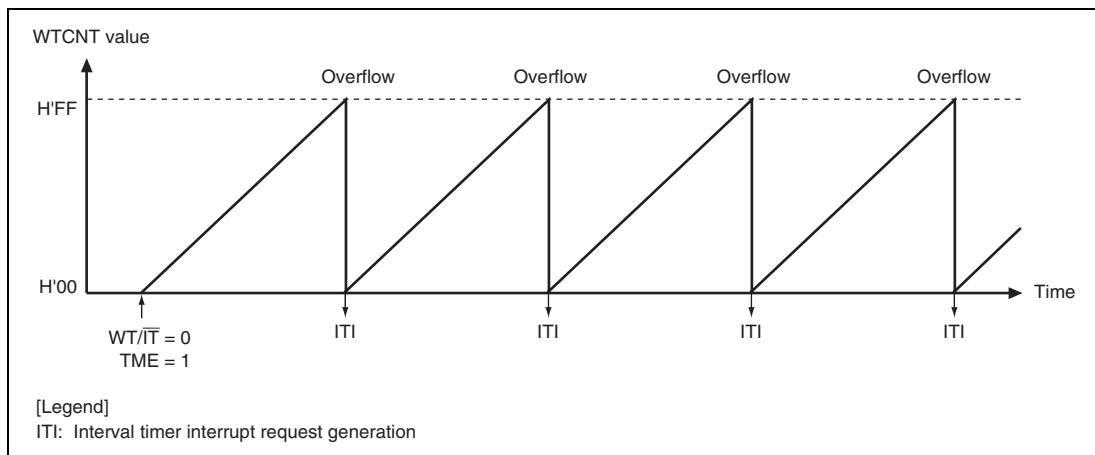 WTCNT value
Overflow Overflow Overflow Overflow
H'FF
H'00
Time
WT/I̅T̅ = 0
TME = 1
ITI ITI ITI ITI
[Legend]
ITI: Interval timer interrupt request generation